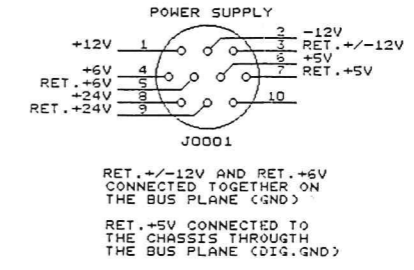 POWER SUPPLY
2 -12V
+12V 1
3 RET.+/-12V
6 +5V
+6V 4
7 RET.+5V
RET.+6V 5
+24V 8
10
RET.+24V 9
J0001
RET.+/-12V AND RET.+6V
CONNECTED TOGETHER ON
THE BUS PLANE (GND)
RET.+5V CONNECTED TO
THE CHASSIS THROUGTH
THE BUS PLANE (DIG.GND)